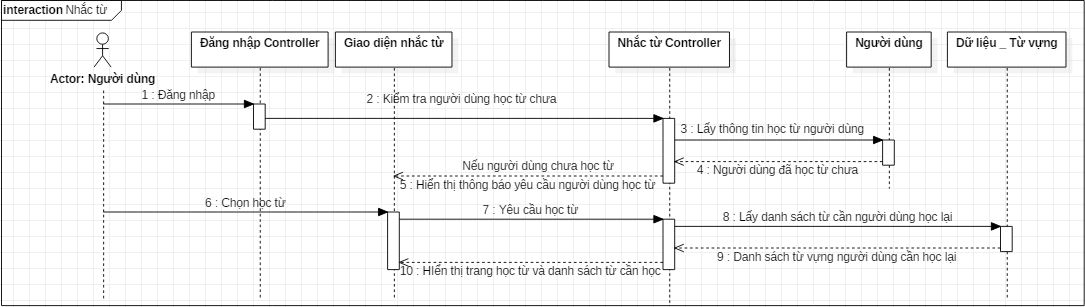 interaction Nhắc từ
Đăng nhập Controller
Giao diện nhắc từ
Nhắc từ Controller
Người dùng
Dữ liệu _ Từ vựng
Actor: Người dùng
1 : Đăng nhập
2 : Kiểm tra người dùng học từ chưa
3 : Lấy thông tin học từ người dùng
Nếu người dùng chưa học từ
4 : Người dùng đã học từ chưa
5 : Hiển thị thông báo yêu cầu người dùng học từ
6 : Chọn học từ
7 : Yêu cầu học từ
8 : Lấy danh sách từ cần người dùng học lại
9 : Danh sách từ vựng người dùng cần học lại
10 : HIển thị trang học từ và danh sách từ cần học